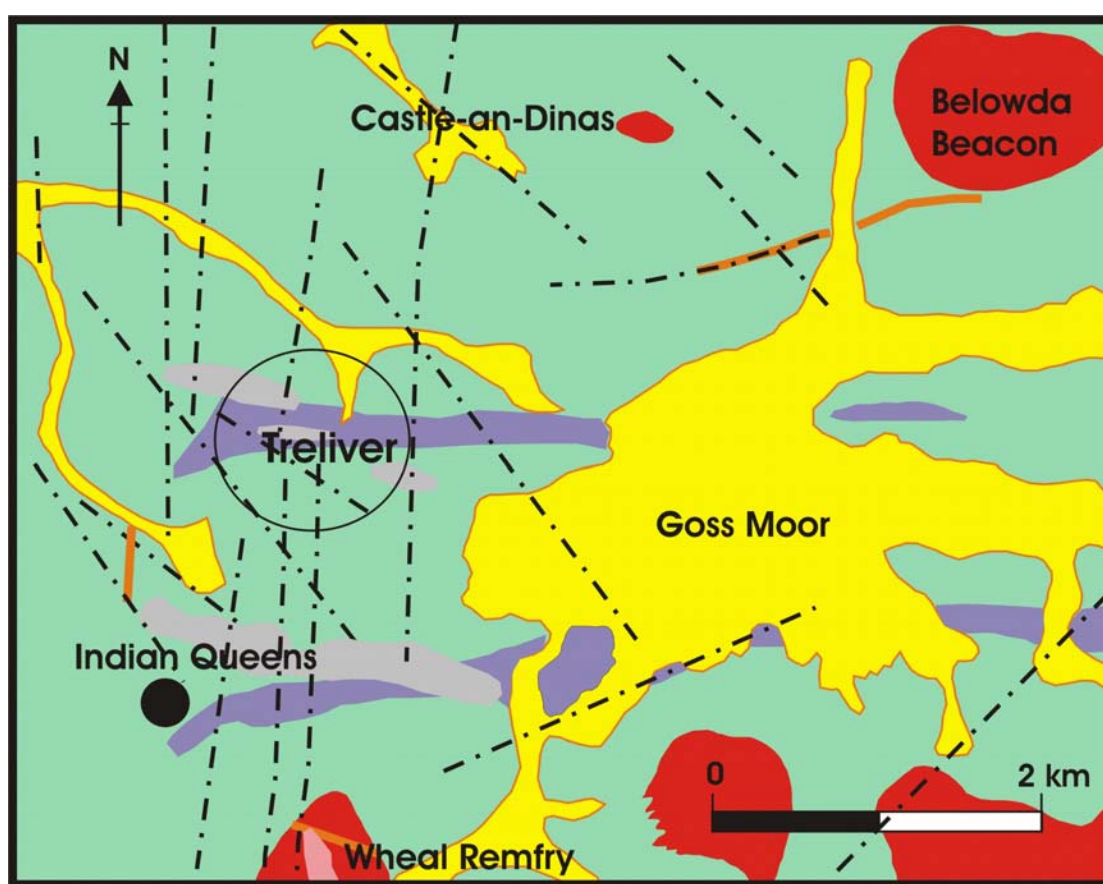 N
Castle-an-Dinas
Belowda
Beacon
Treliver
Goss Moor
Indian Queens
0
2 km
Wheal Remfry